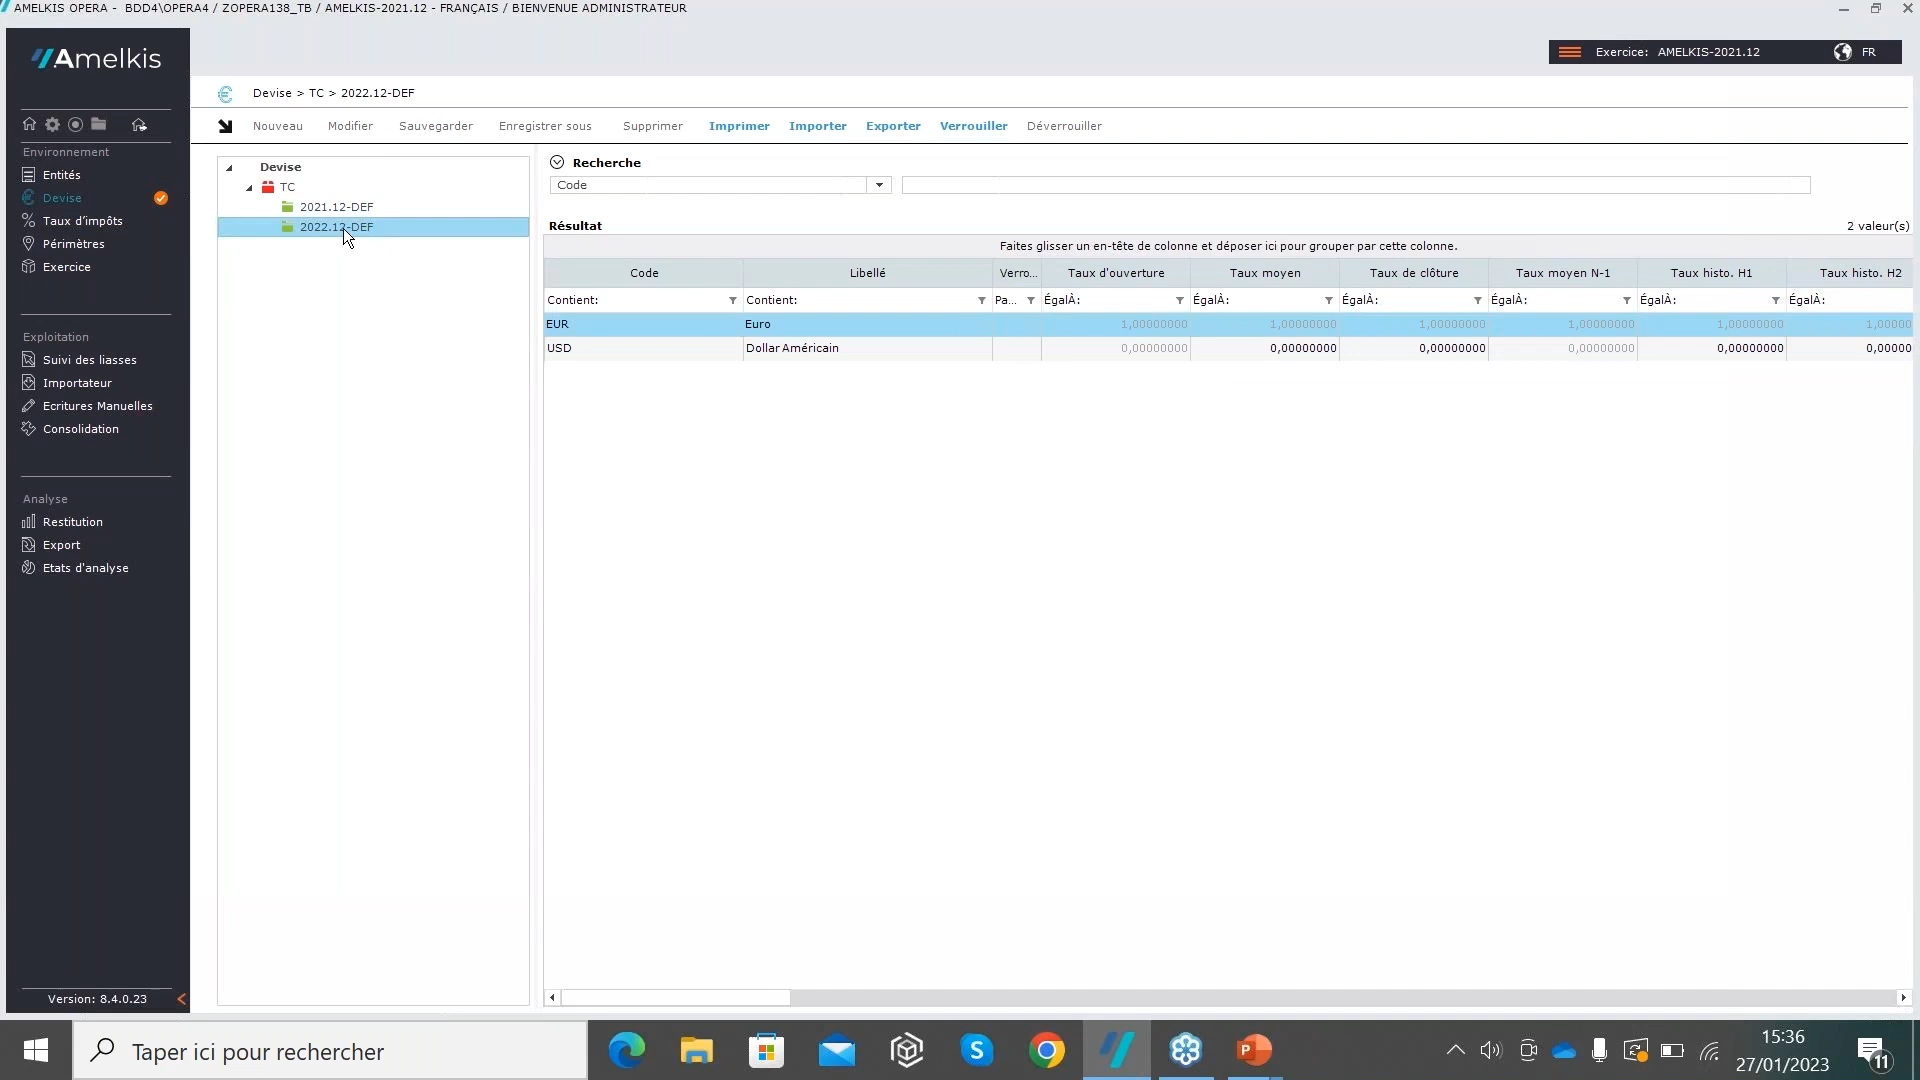 AMELKIS OPERA - BDD4\OPERA4 / ZOPERA138_TB / AMELKIS-2021.12 - FRANÇAIS / BIENVENUE ADMINISTRATEUR
Amelkis
Exercice: AMELKIS-2021.12 FR
Devise > TC > 2022.12-DEF
Nouveau Modifier Sauvegarder Enregistrer sous Supprimer Imprimer Importer Exporter Verrouiller Déverrouiller
Environnement
Entités
Devise
Taux d'impôts
Périmètres
Exercice
Exploitation
Suivi des liasses
Importateur
Ecritures Manuelles
Consolidation
Analyse
Restitution
Export
Etats d'analyse
Version: 8.4.0.23
Devise
TC
2021.12-DEF
2022.12-DEF
Recherche
Code
Résultat 2 valeur(s)
Faites glisser un en-tête de colonne et déposer ici pour grouper par cette colonne.
Code Libellé Verro... Taux d'ouverture Taux moyen Taux de clôture Taux moyen N-1 Taux histo. H1 Taux histo. H2
Contient: Contient: Pa... ÉgalÀ: ÉgalÀ: ÉgalÀ: ÉgalÀ: ÉgalÀ: ÉgalÀ:
EUR Euro 1,00000000 1,00000000 1,00000000 1,00000000 1,00000000 1,00000
USD Dollar Américain 0,00000000 0,00000000 0,00000000 0,00000000 0,00000000 0,00000
Taper ici pour rechercher
15:36
27/01/2023
11